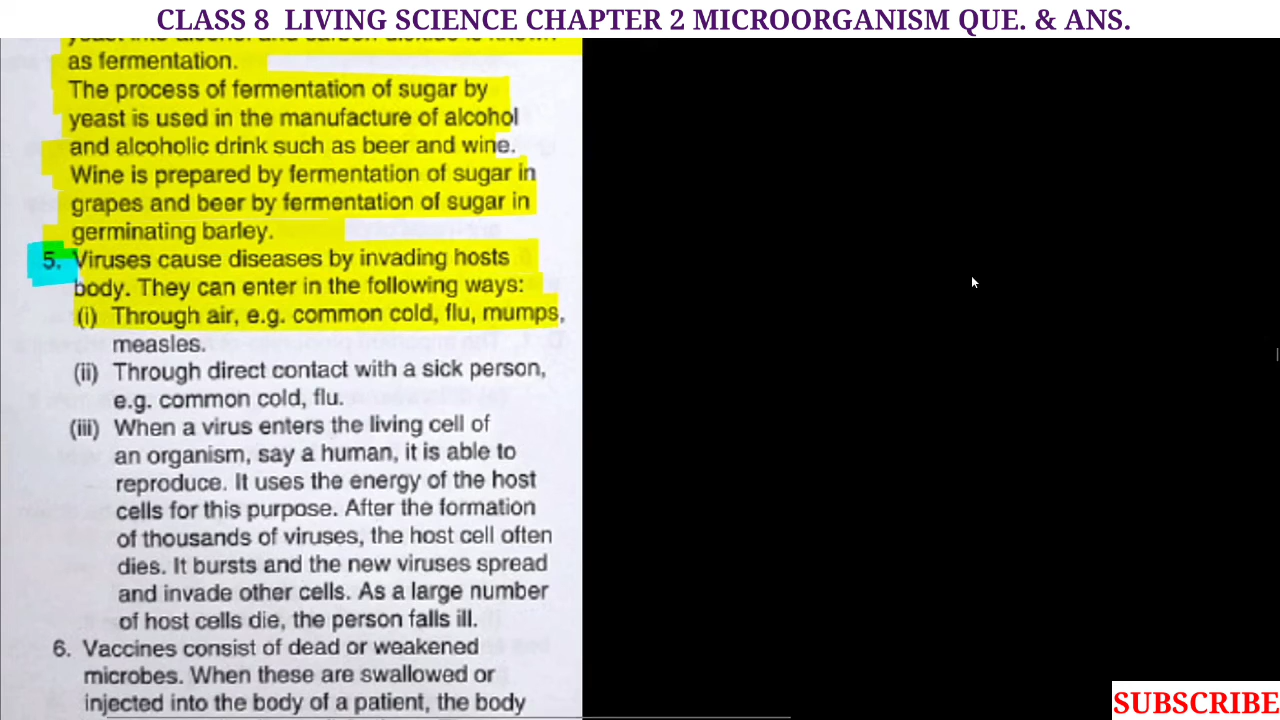 CLASS 8 LIVING SCIENCE CHAPTER 2 MICROORGANISM QUE. & ANS.
yeast into alcohol and carbon dioxide is known
as fermentation.
The process of fermentation of sugar by
yeast is used in the manufacture of alcohol
and alcoholic drink such as beer and wine.
Wine is prepared by fermentation of sugar in
grapes and beer by fermentation of sugar in
germinating barley.
5. Viruses cause diseases by invading hosts
body. They can enter in the following ways:
(i) Through air, e.g. common cold, flu, mumps,
measles.
(ii) Through direct contact with a sick person,
e.g. common cold, flu.
(iii) When a virus enters the living cell of
an organism, say a human, it is able to
reproduce. It uses the energy of the host
cells for this purpose. After the formation
of thousands of viruses, the host cell often
dies. It bursts and the new viruses spread
and invade other cells. As a large number
of host cells die, the person falls ill.
6. Vaccines consist of dead or weakened
microbes. When these are swallowed or
injected into the body of a patient, the body
SUBSCRIBE